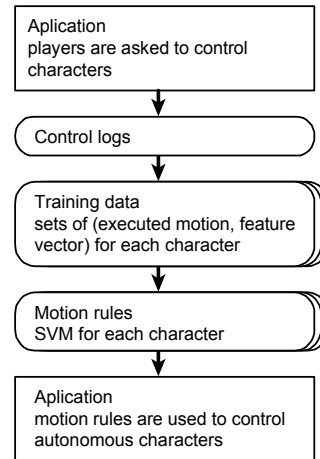 Aplication
players are asked to control
characters
Control logs
Training data
sets of (executed motion, feature
vector) for each character
Motion rules
SVM for each character
Aplication
motion rules are used to control
autonomous characters